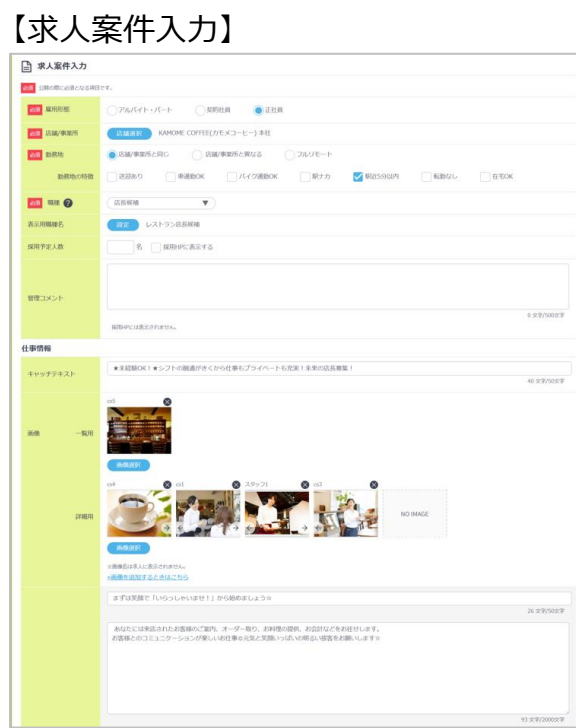 【求人案件入力】
求人案件入力
必須 公開の際に必須となる項目です。
必須 雇用形態 アルバイト・パート 契約社員 正社員
必須 店舗/事業所 店舗選択 KAMOME COFFEE(カモメコーヒー) 本社
必須 勤務地 店舗/事業所と同じ 店舗/事業所と異なる フルリモート
勤務地の特徴 送迎あり 車通勤OK バイク通勤OK 駅ナカ 駅近5分以内 転勤なし 在宅OK
必須 職種 ? 店長候補
表示用職種名 設定 レストラン店長候補
採用予定人数 名 採用HPに表示する
管理コメント
0 文字/500文字
採用HPには表示されません。
仕事情報
キャッチテキスト ★未経験OK！★シフトの融通がきくから仕事もプライベートも充実！未来の店長募集！
40 文字/50文字
cs5
画像 一覧用
画像選択
cs4 cs1 スタッフ1 cs3
詳細用 NO IMAGE
画像選択
※画像名は求人に表示されません。
»画像を追加するときはこちら
まずは笑顔で「いらっしゃいませ！」から始めましょう☆
26 文字/50文字
あなたには来店されたお客様のご案内、オーダー取り、お料理の提供、お会計などをお任せします。
お客様とのコミュニケーションが楽しいお仕事☆元気と笑顔いっぱいの明るい接客をお願いします☆
93 文字/2000文字